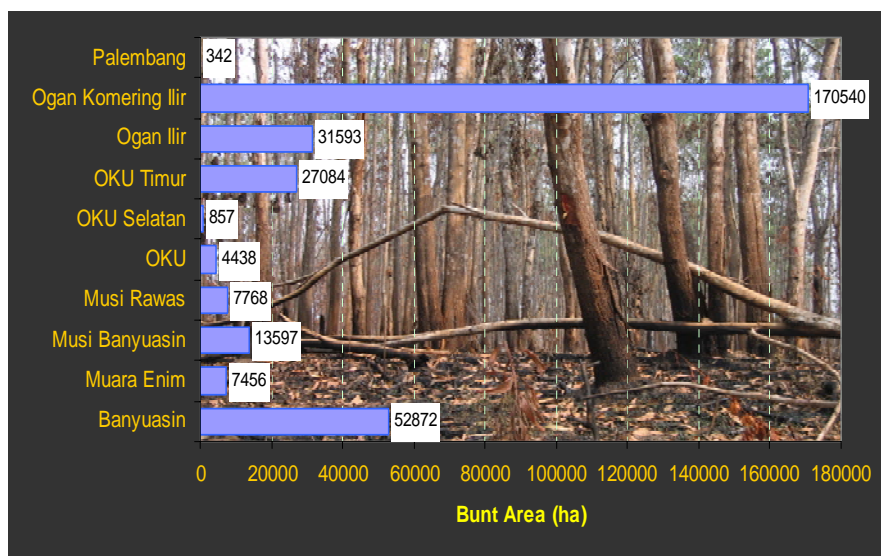 Palembang 342
Ogan Komering Ilir 170540
Ogan Ilir 31593
OKU Timur 27084
OKU Selatan 857
OKU 4438
Musi Rawas 7768
Musi Banyuasin 13597
Muara Enim 7456
Banyuasin 52872
0 20000 40000 60000 80000 100000 120000 140000 160000 180000
Bunt Area (ha)